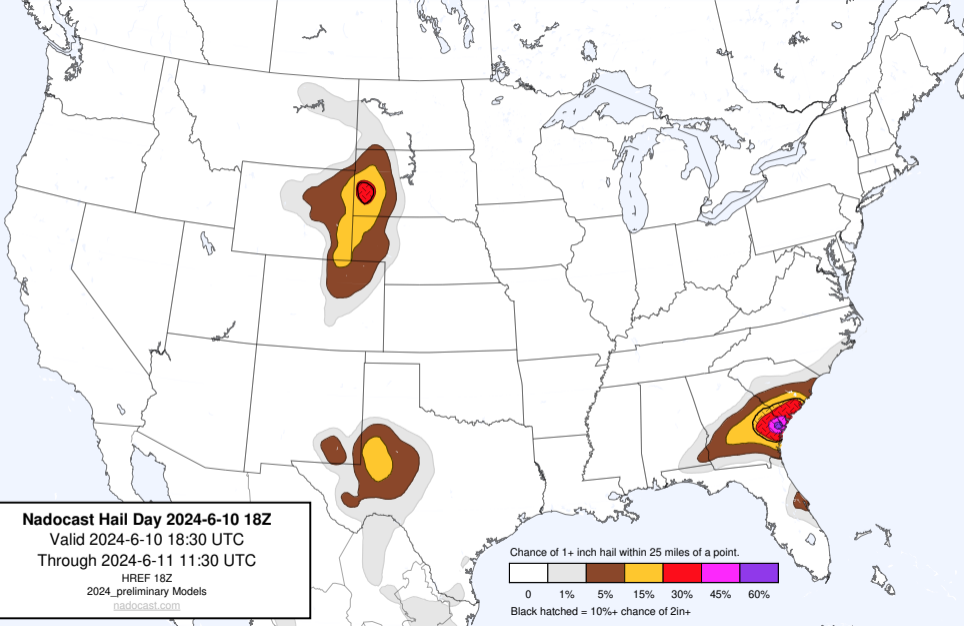 Nadocast Hail Day 2024-6-10 18Z
Valid 2024-6-10 18:30 UTC
Through 2024-6-11 11:30 UTC
HREF 18Z
2024_preliminary Models
nadocast.com
Chance of 1+ inch hail within 25 miles of a point.
0 1% 5% 15% 30% 45% 60%
Black hatched = 10%+ chance of 2in+